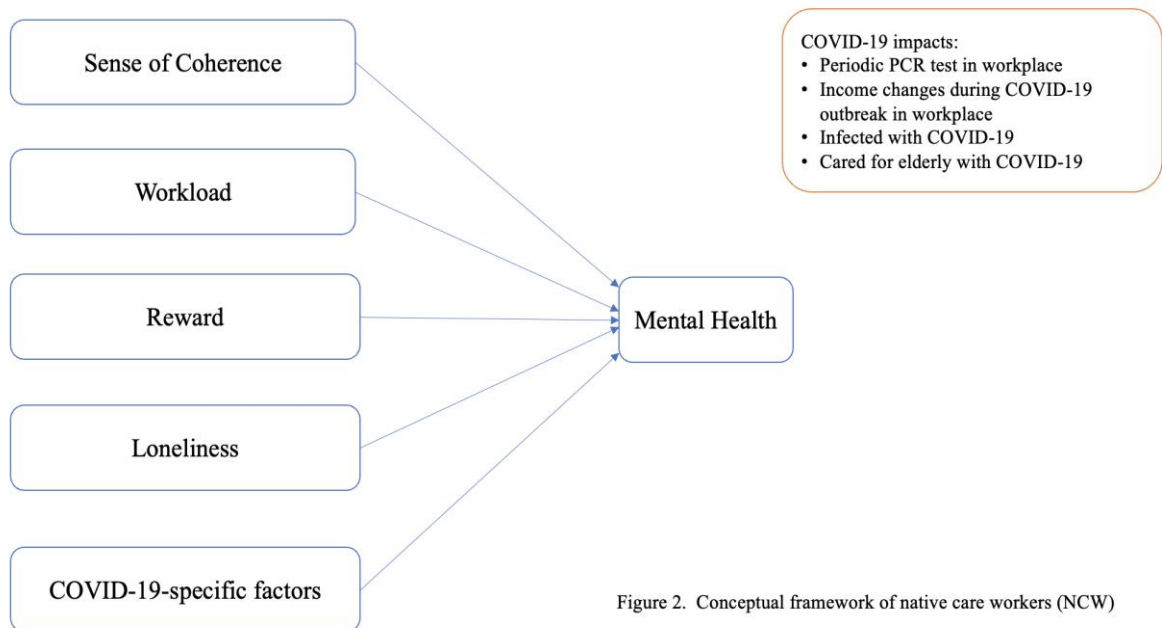 Sense of Coherence
Workload
Reward
Loneliness
COVID-19-specific factors
Mental Health
COVID-19 impacts:
• Periodic PCR test in workplace
• Income changes during COVID-19
outbreak in workplace
• Infected with COVID-19
• Cared for elderly with COVID-19
Figure 2. Conceptual framework of native care workers (NCW)